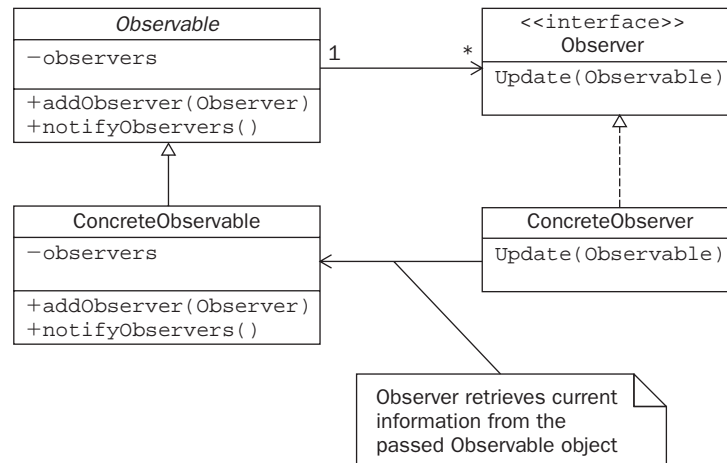 Observable
−observers
+addObserver(Observer)
+notifyObservers()
1
*
<<interface>>
Observer
Update(Observable)
ConcreteObservable
−observers
+addObserver(Observer)
+notifyObservers()
ConcreteObserver
Update(Observable)
Observer retrieves current
information from the
passed Observable object